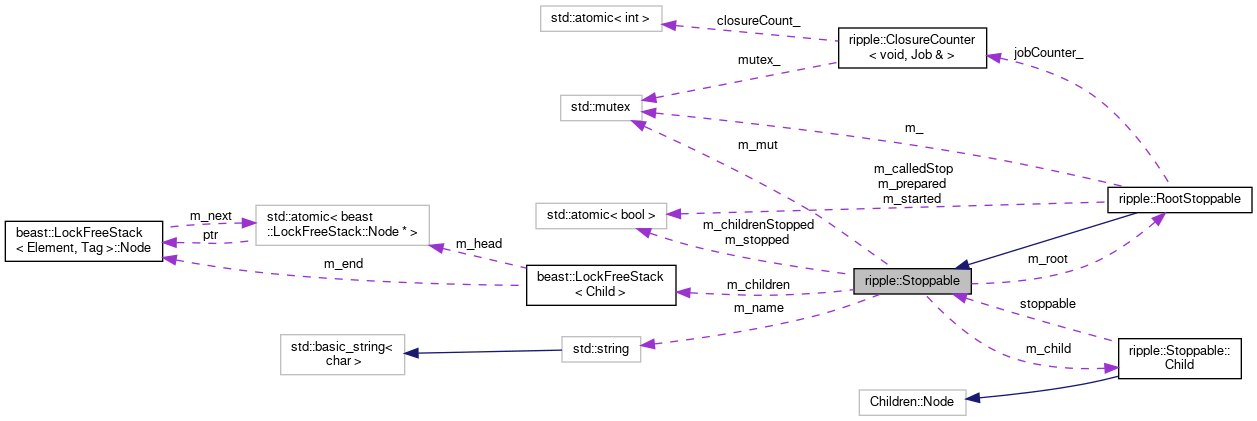 std::atomic< int >
closureCount_
ripple::ClosureCounter
< void, Job & >
jobCounter_
mutex_
std::mutex
m_
m_mut
m_calledStop
m_prepared
m_started
ripple::RootStoppable
std::atomic< bool >
m_childrenStopped
m_stopped
m_next
ptr
std::atomic< beast
::LockFreeStack::Node * >
beast::LockFreeStack
< Element, Tag >::Node
m_head
m_end
m_root
ripple::Stoppable
beast::LockFreeStack
< Child >
m_children
m_name
stoppable
std::basic_string<
char >
std::string
m_child
ripple::Stoppable::
Child
Children::Node